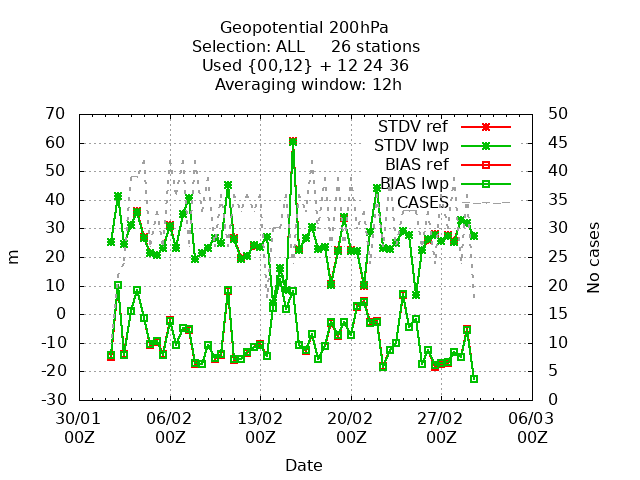 Geopotential 200hPa
Selection: ALL 26 stations
Used {00,12} + 12 24 36
Averaging window: 12h
70
60
50
40
30
20
10
0
-10
-20
-30
m
STDV ref
STDV lwp
BIAS ref
BIAS lwp
CASES
50
45
40
35
30
25
20
15
10
5
0
No cases
30/01 06/02 13/02 20/02 27/02 06/03
00Z 00Z 00Z 00Z 00Z 00Z
Date